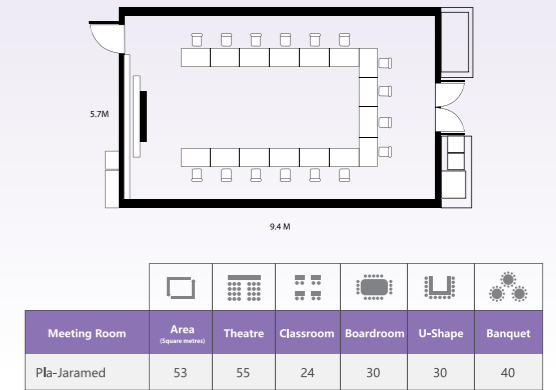 5.7M
9.4 M
Meeting Room Area (Square metres) Theatre Classroom Boardroom U-Shape Banquet
Pla-Jaramed 53 55 24 30 30 40